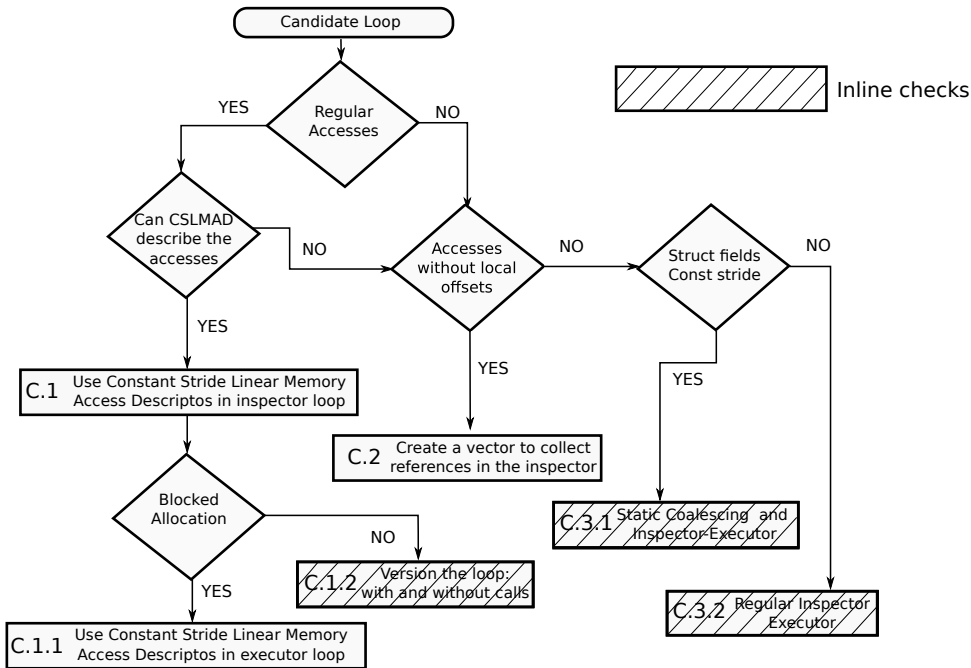 Candidate Loop
Inline checks
Regular
Accesses
YES
NO
Can CSLMAD
describe the
accesses
NO
YES
Accesses
without local
offsets
NO
YES
Struct fields
Const stride
NO
YES
C.1 Use Constant Stride Linear Memory
Access Descriptos in inspector loop
C.2 Create a vector to collect
references in the inspector
Blocked
Allocation
NO
YES
C.3.1 Static Coalescing and
Inspector-Executor
C.1.2 Version the loop:
with and without calls
C.3.2 Regular Inspector
Executor
C.1.1 Use Constant Stride Linear Memory
Access Descriptos in executor loop